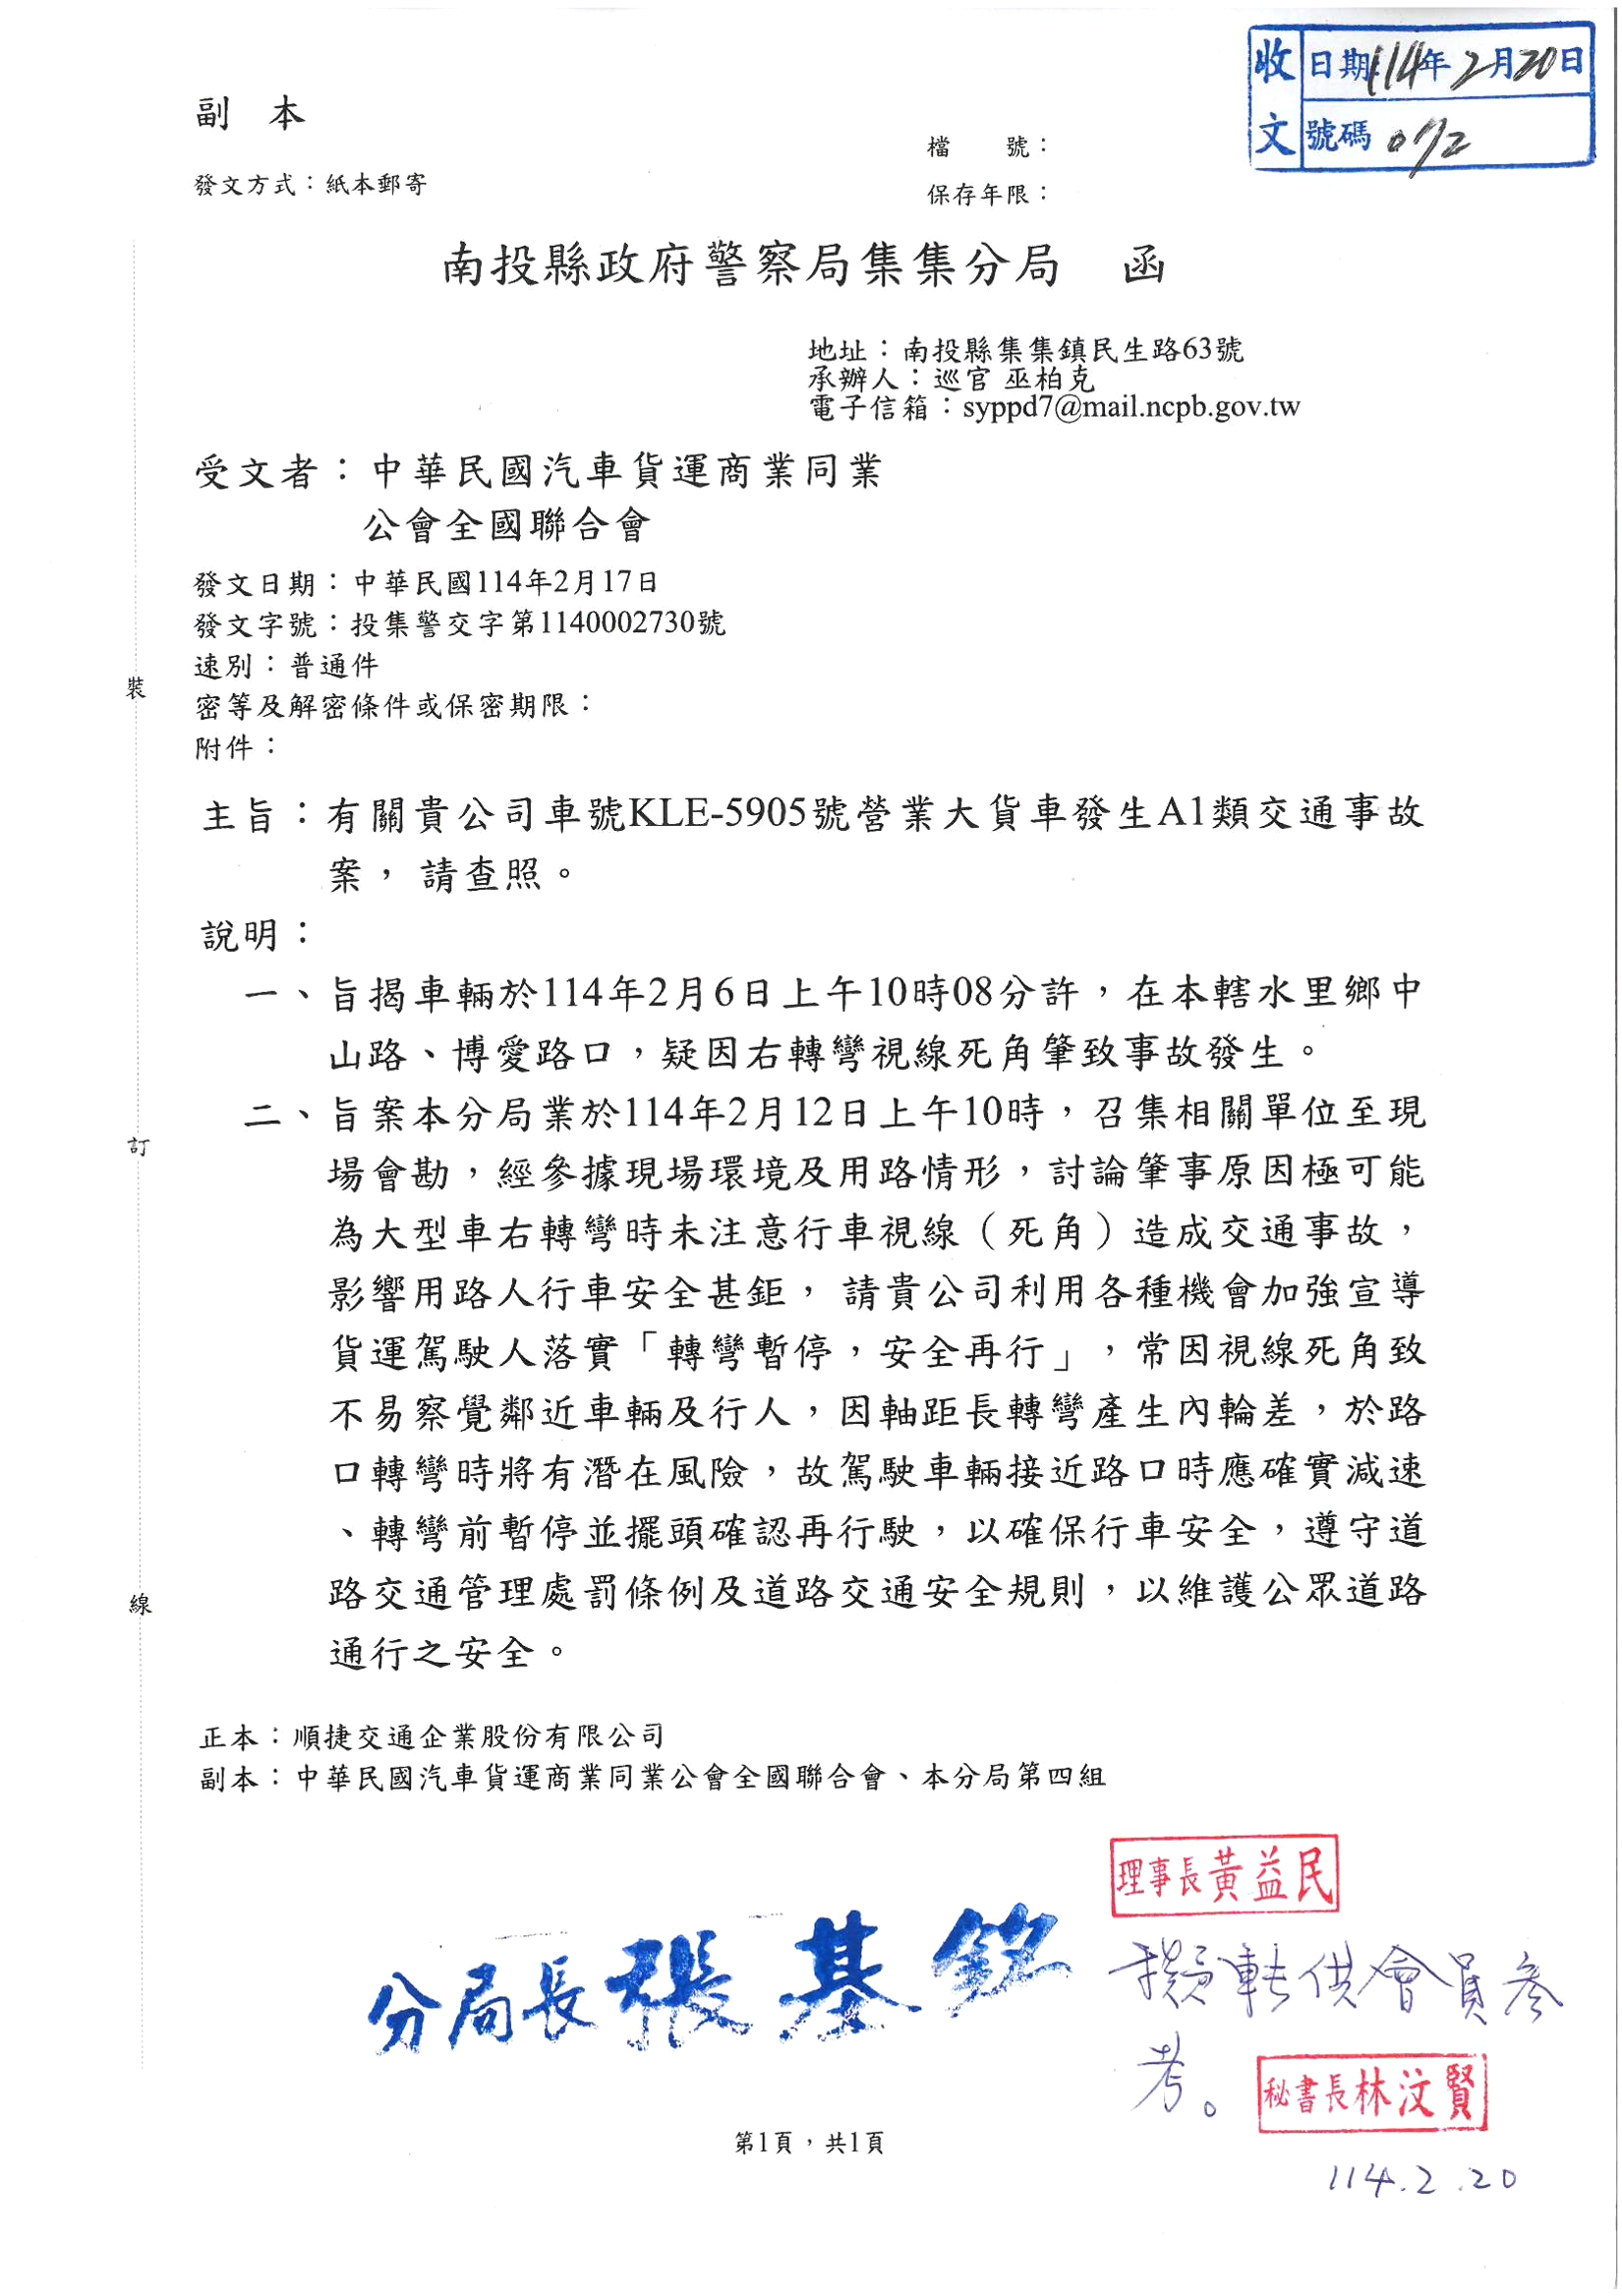 收文 日期 114年2月20日
號碼 072
副 本
檔 號：
發文方式：紙本郵寄
保存年限：
南投縣政府警察局集集分局 函
地址：南投縣集集鎮民生路63號
承辦人：巡官 巫柏克
電子信箱：syppd7@mail.ncpb.gov.tw
受文者：中華民國汽車貨運商業同業
公會全國聯合會
發文日期：中華民國114年2月17日
發文字號：投集警交字第1140002730號
速別：普通件
密等及解密條件或保密期限：
附件：
主旨：有關貴公司車號KLE-5905號營業大貨車發生A1類交通事故
案，請查照。
說明：
一、旨揭車輛於114年2月6日上午10時08分許，在本轄水里鄉中
山路、博愛路口，疑因右轉彎視線死角肇致事故發生。
二、旨案本分局業於114年2月12日上午10時，召集相關單位至現
場會勘，經參據現場環境及用路情形，討論肇事原因極可能
為大型車右轉彎時未注意行車視線（死角）造成交通事故，
影響用路人行車安全甚鉅，請貴公司利用各種機會加強宣導
貨運駕駛人落實「轉彎暫停，安全再行」，常因視線死角致
不易察覺鄰近車輛及行人，因軸距長轉彎產生內輪差，於路
口轉彎時將有潛在風險，故駕駛車輛接近路口時應確實減速
、轉彎前暫停並擺頭確認再行駛，以確保行車安全，遵守道
路交通管理處罰條例及道路交通安全規則，以維護公眾道路
通行之安全。
裝
訂
線
正本：順捷交通企業股份有限公司
副本：中華民國汽車貨運商業同業公會全國聯合會、本分局第四組
理事長黃益民
分局長張基銘
擬轉供會員參
考。
秘書長林汶賢
第1頁，共1頁
114.2.20